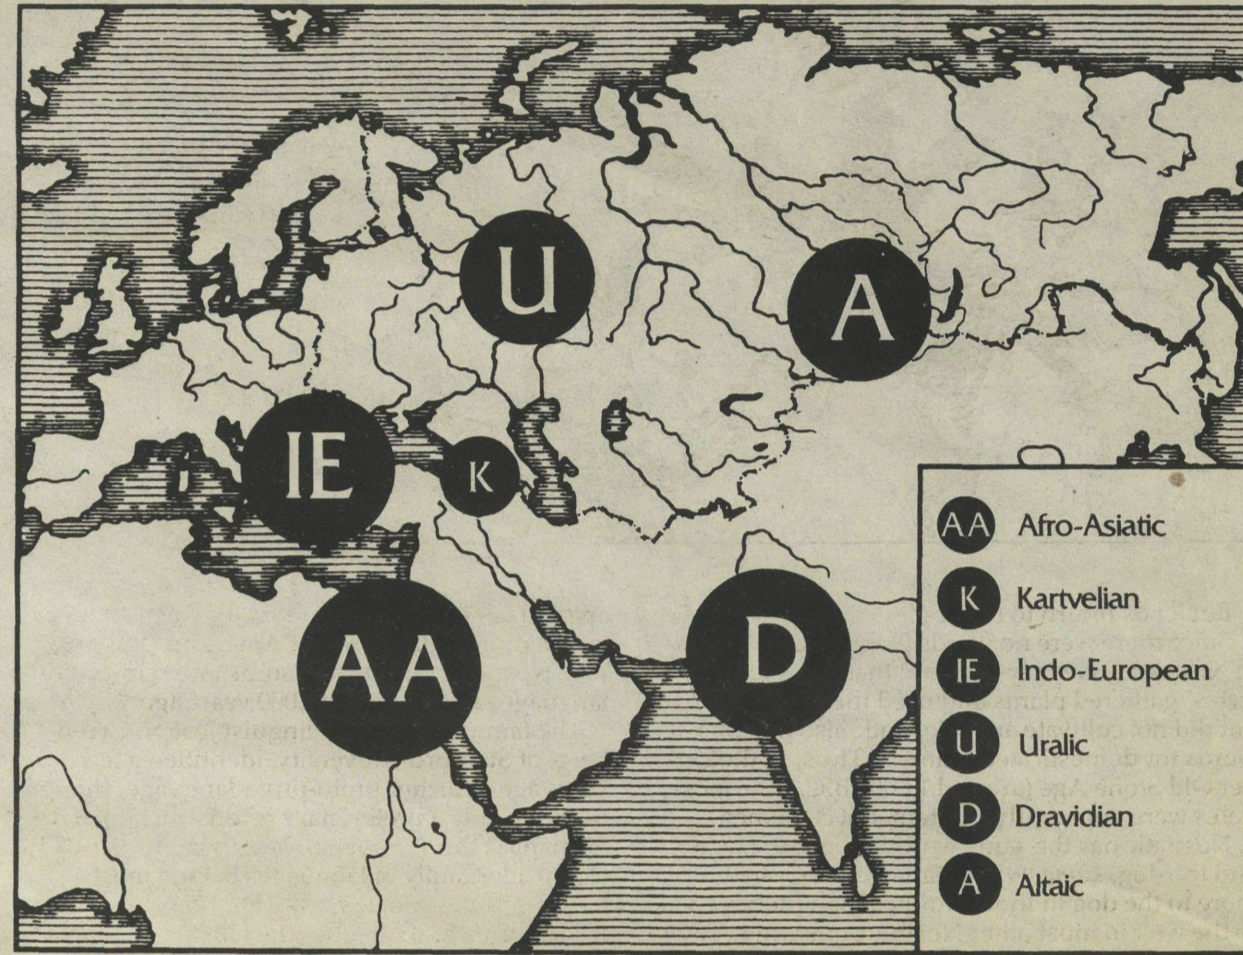 U
A
IE
K
AA
D
AA Afro-Asiatic
K Kartvelian
IE Indo-European
U Uralic
D Dravidian
A Altaic